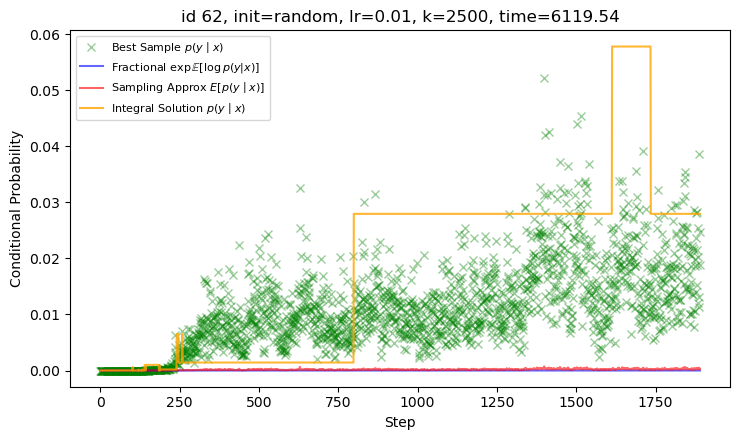 id 62, init=random, lr=0.01, k=2500, time=6119.54
Best Sample p(y | x)
Fractional exp𝔼[log p(y|x)]
Sampling Approx E[p(y | x)]
Integral Solution p(y | x)
0.06
0.05
0.04
0.03
0.02
0.01
0.00
Conditional Probability
0 250 500 750 1000 1250 1500 1750
Step